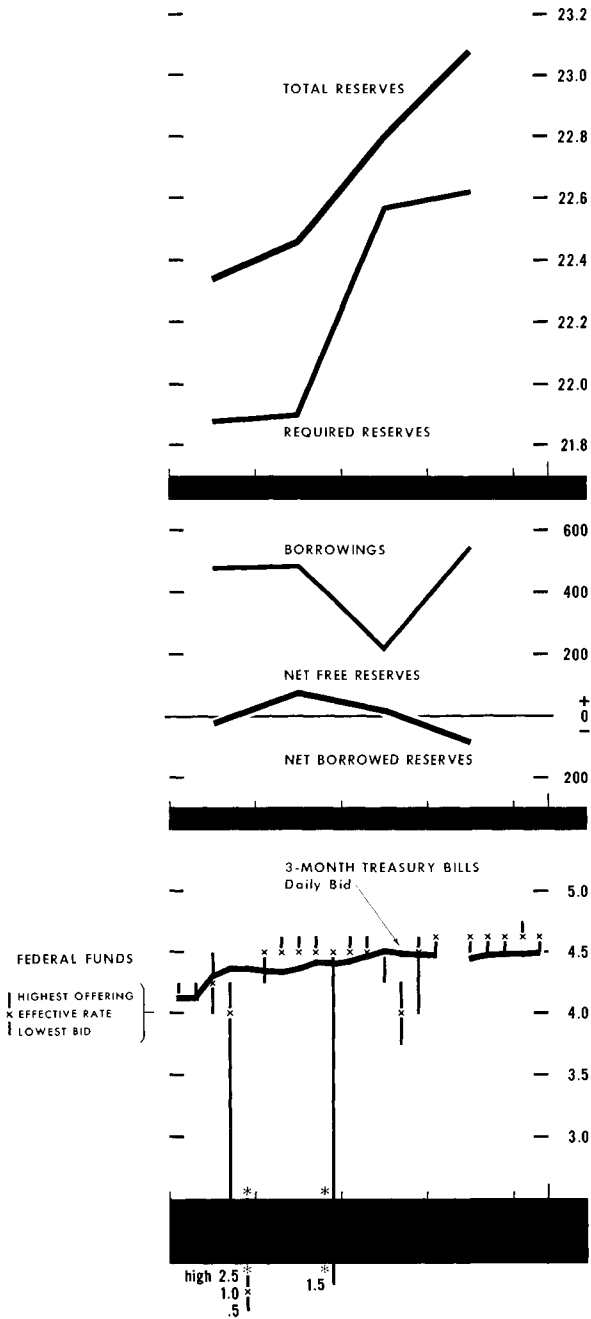 23.2
23.0
TOTAL RESERVES
22.8
22.6
22.4
22.2
22.0
REQUIRED RESERVES
21.8
600
BORROWINGS
400
200
NET FREE RESERVES
+
0
−
NET BORROWED RESERVES
200
3-MONTH TREASURY BILLS
Daily Bid
5.0
FEDERAL FUNDS
4.5
HIGHEST OFFERING
x EFFECTIVE RATE
LOWEST BID
4.0
3.5
3.0
* *
* *
high 2.5
1.5
1.0
.5